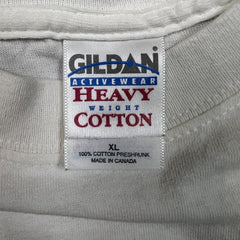 GILDAN
ACTIVEWEAR
HEAVY
WEIGHT
COTTON
XL
100% COTTON PRESHRUNK
MADE IN CANADA